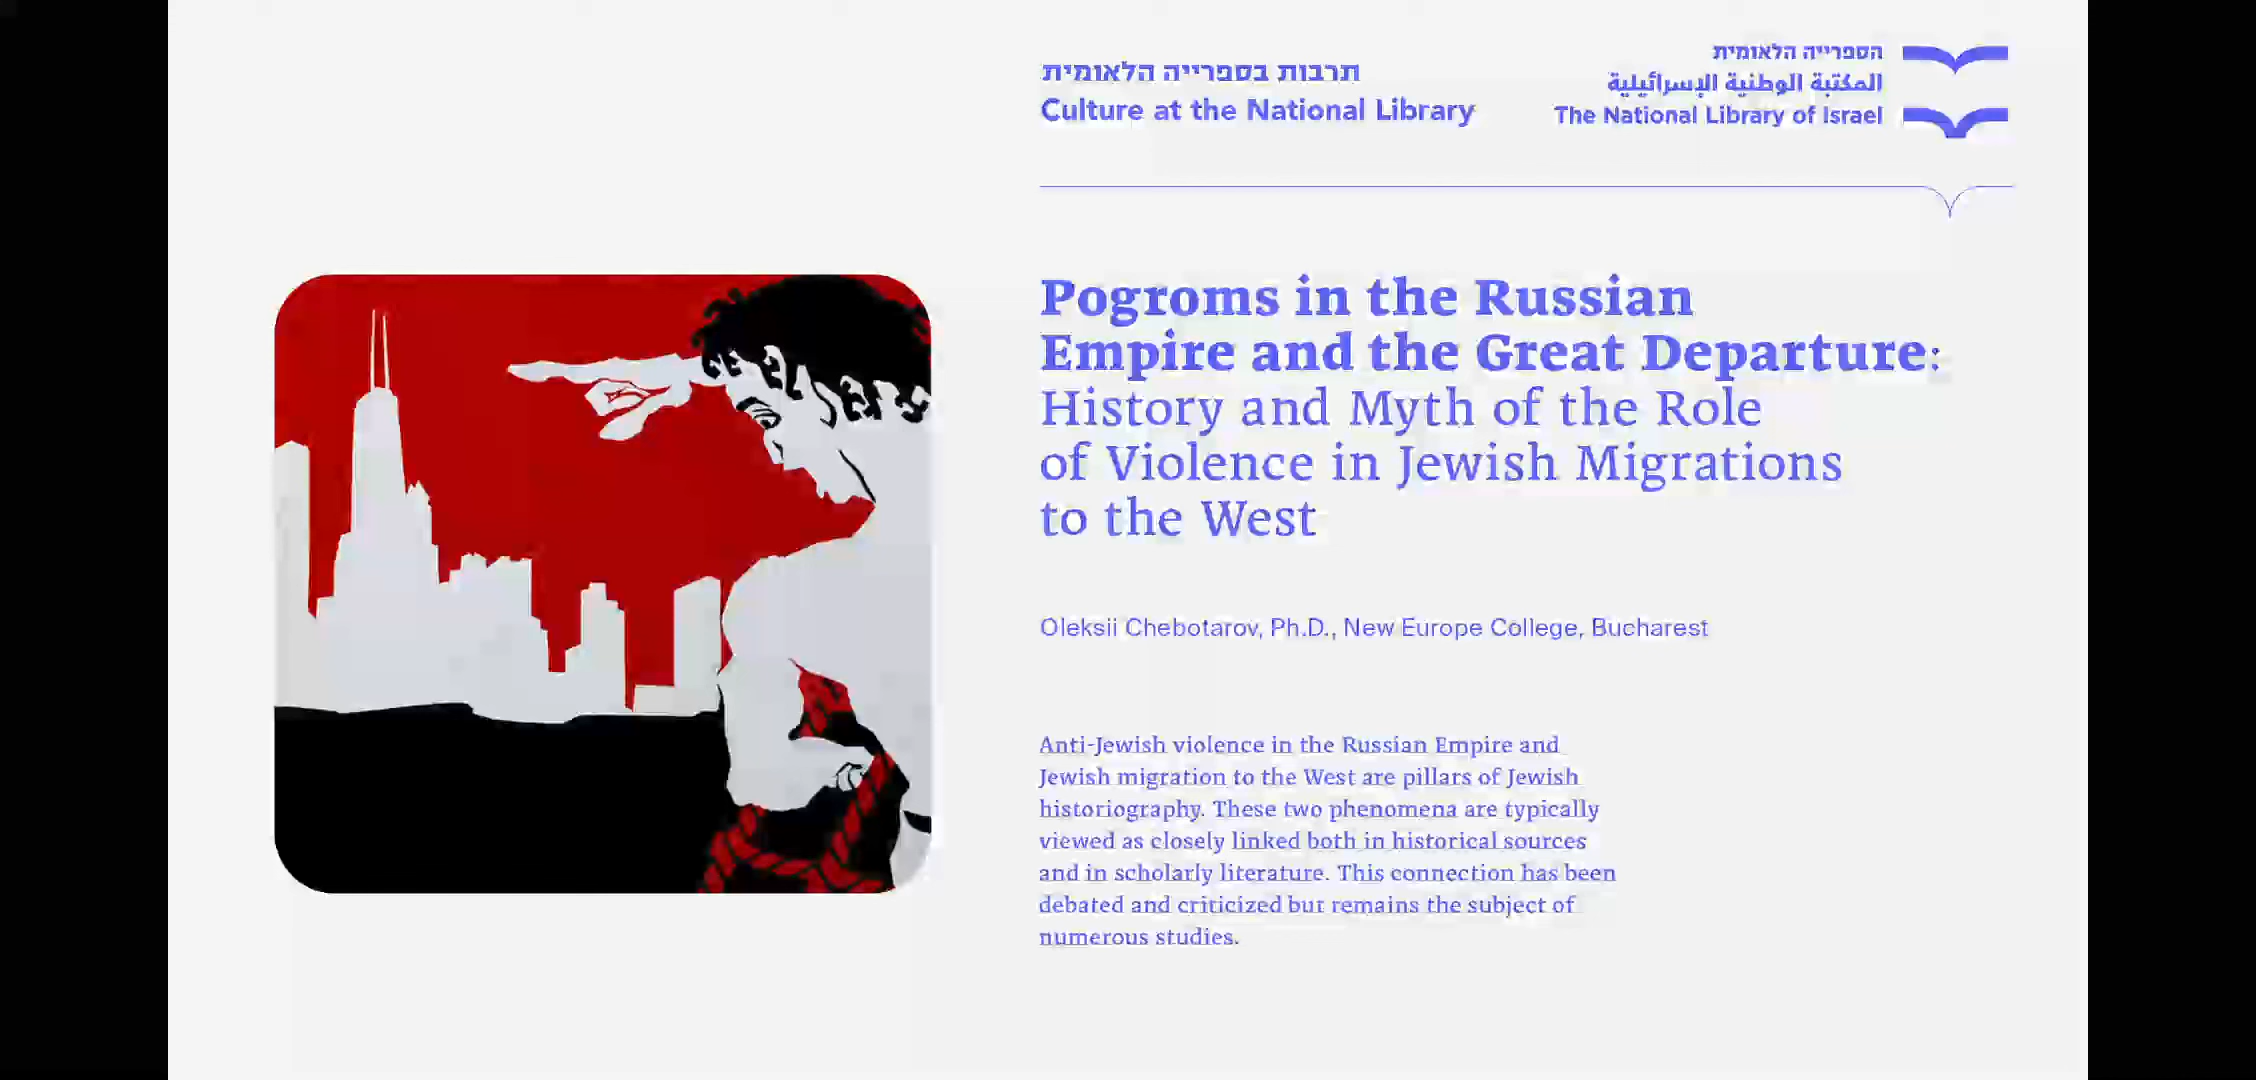 תרבות בספרייה הלאומית
Culture at the National Library
הספרייה הלאומית
المكتبة الوطنية الإسرائيلية
The National Library of Israel
Pogroms in the Russian
Empire and the Great Departure:
History and Myth of the Role
of Violence in Jewish Migrations
to the West
Oleksii Chebotarov, Ph.D., New Europe College, Bucharest
Anti-Jewish violence in the Russian Empire and
Jewish migration to the West are pillars of Jewish
historiography. These two phenomena are typically
viewed as closely linked both in historical sources
and in scholarly literature. This connection has been
debated and criticized but remains the subject of
numerous studies.